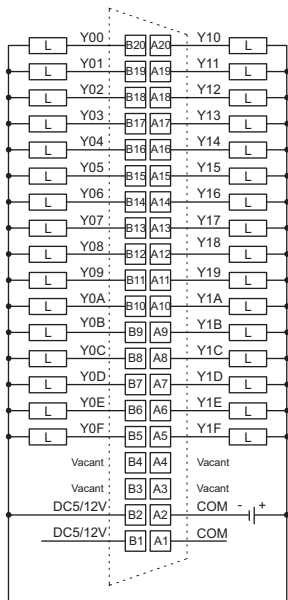 L Y00 B20 A20 Y10 L
L Y01 B19 A19 Y11 L
L Y02 B18 A18 Y12 L
L Y03 B17 A17 Y13 L
L Y04 B16 A16 Y14 L
L Y05 B15 A15 Y15 L
L Y06 B14 A14 Y16 L
L Y07 B13 A13 Y17 L
L Y08 B12 A12 Y18 L
L Y09 B11 A11 Y19 L
L Y0A B10 A10 Y1A L
L Y0B B9 A9 Y1B L
L Y0C B8 A8 Y1C L
L Y0D B7 A7 Y1D L
L Y0E B6 A6 Y1E L
L Y0F B5 A5 Y1F L
Vacant B4 A4 Vacant
Vacant B3 A3 Vacant
DC5/12V B2 A2 COM - +
DC5/12V B1 A1 COM